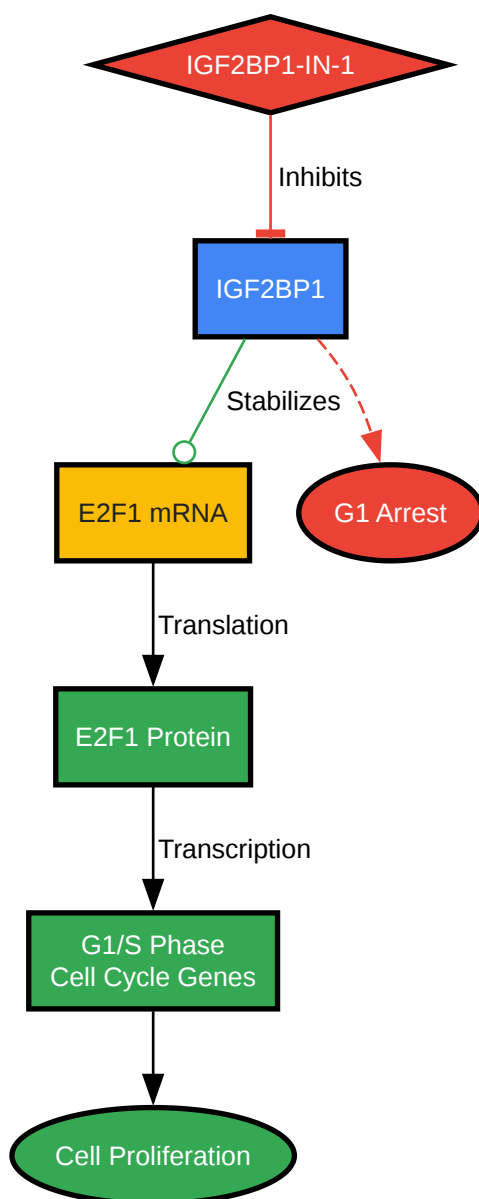 IGF2BP1-IN-1
Inhibits
IGF2BP1
Stabilizes
E2F1 mRNA
G1 Arrest
Translation
E2F1 Protein
Transcription
G1/S Phase
Cell Cycle Genes
Cell Proliferation